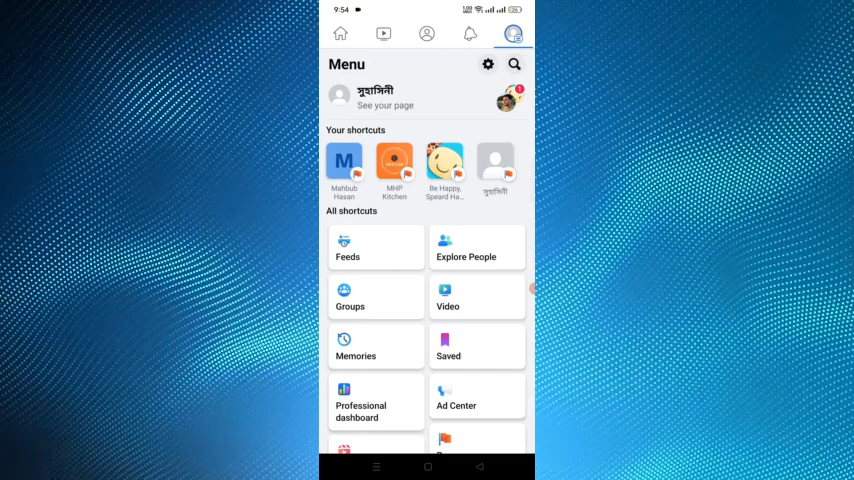 9:54
Menu
সুহাসিনী
See your page
1
Your shortcuts
M
Mahbub
Hasan
MHP
Kitchen
Be Happy,
Speard Ha...
সুহাসিনী
All shortcuts
Feeds
Explore People
Groups
Video
Memories
Saved
Professional
dashboard
Ad Center